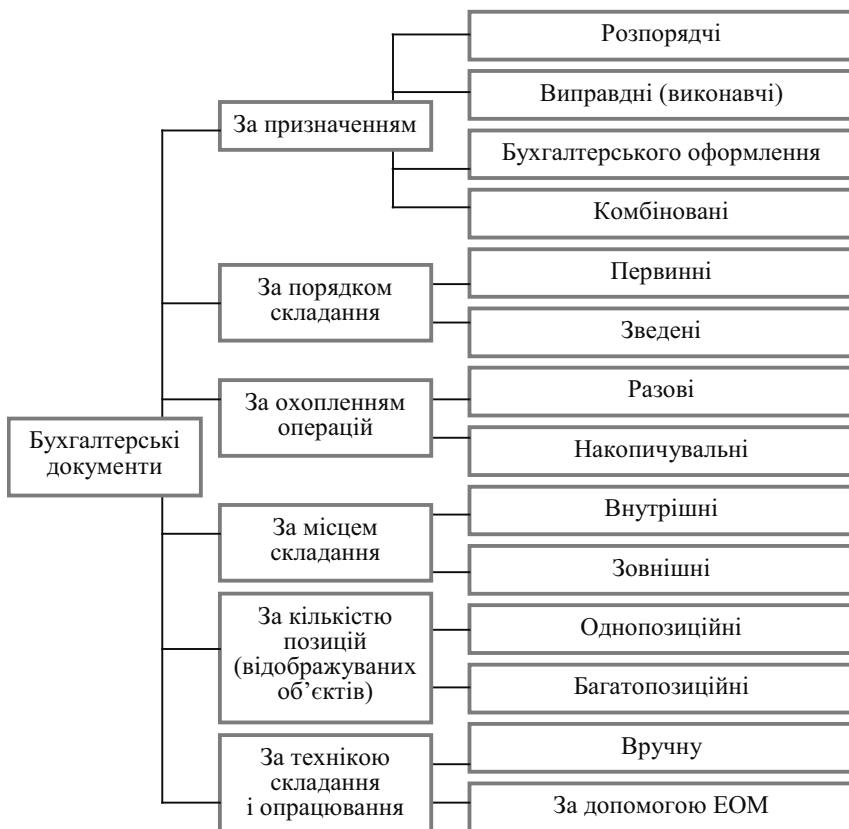 Бухгалтерські
документи
За призначенням
Розпорядчі
Виправдні (виконавчі)
Бухгалтерського оформлення
Комбіновані
За порядком
складання
Первинні
Зведені
За охопленням
операцій
Разові
Накопичувальні
За місцем
складання
Внутрішні
Зовнішні
За кількістю
позицій
(відображуваних
об’єктів)
Однопозиційні
Багатопозиційні
За технікою
складання
і опрацювання
Вручну
За допомогою ЕОМ